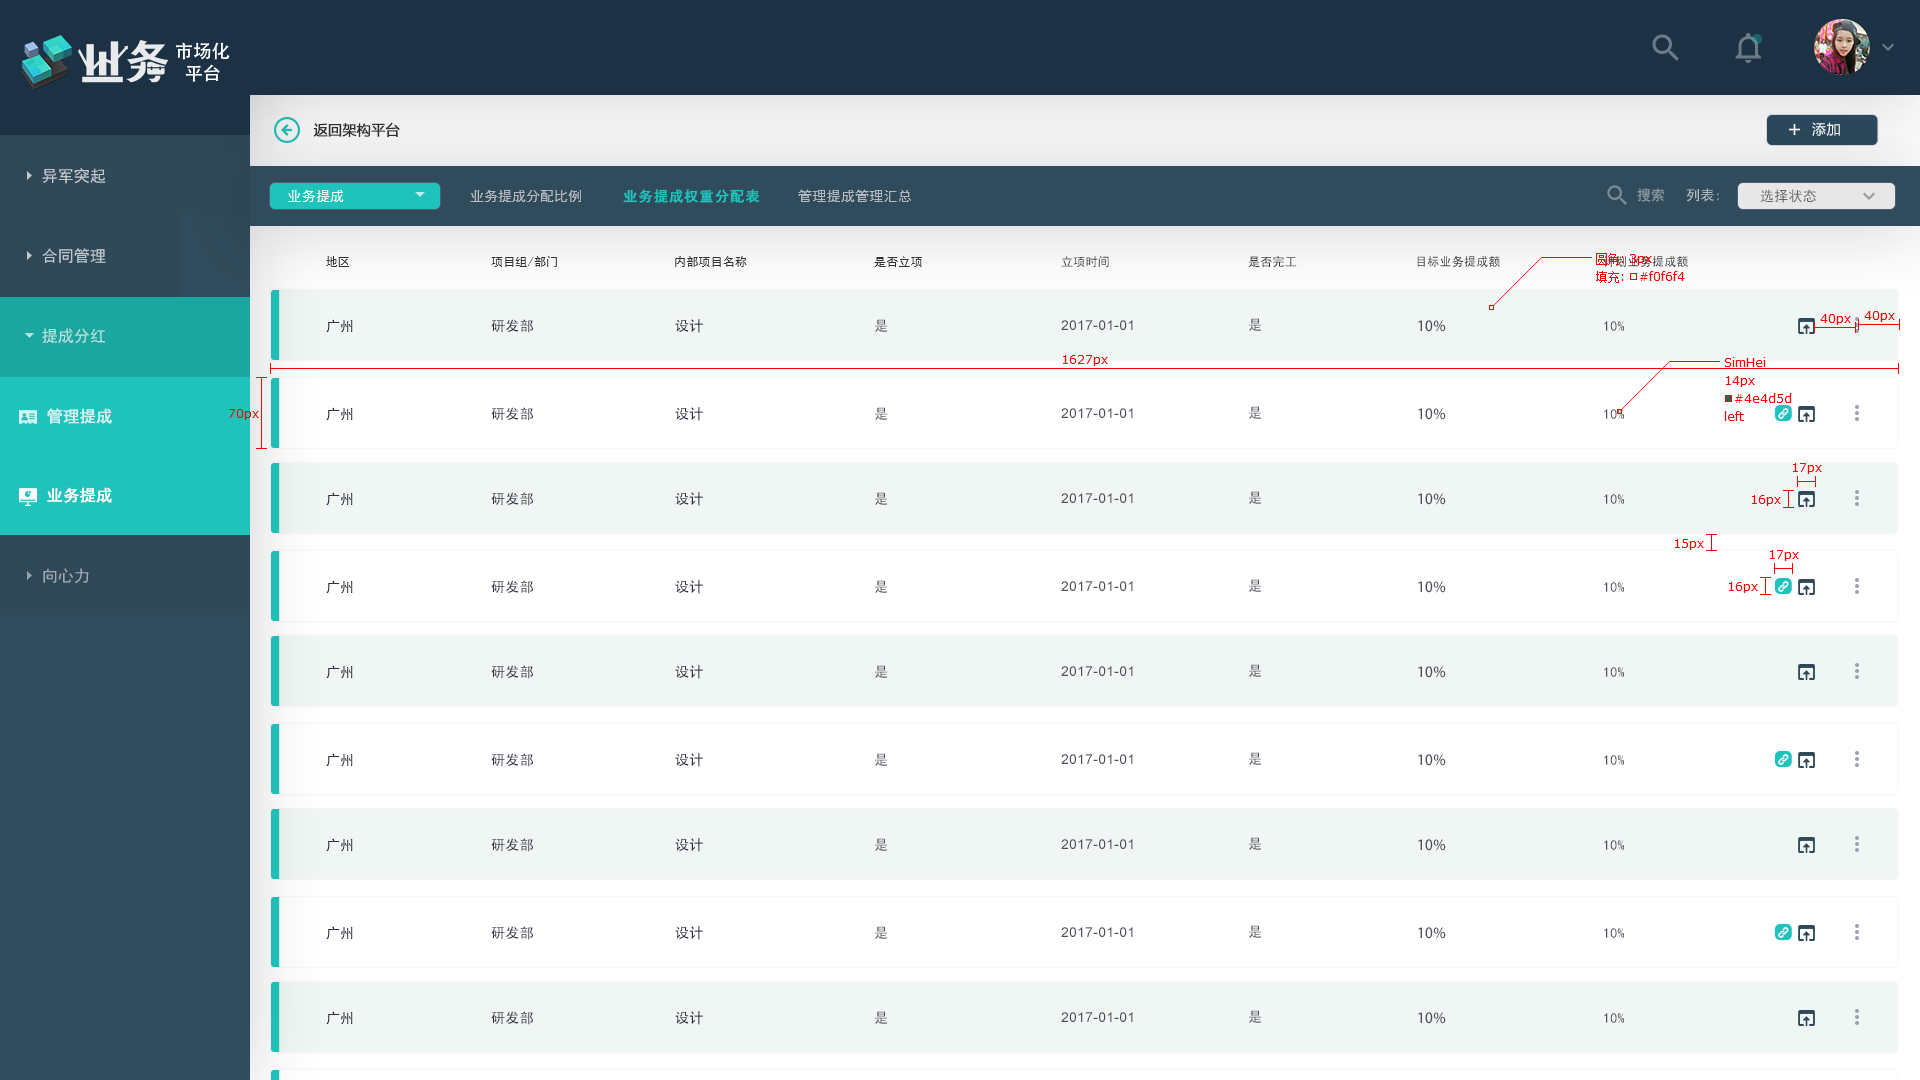 业务 市场化
平台
返回架构平台
+ 添加
异军突起
合同管理
提成分红
管理提成
业务提成
向心力
业务提成 业务提成分配比例 业务提成权重分配表 管理提成管理汇总 搜索 列表: 选择状态
地区 项目组/部门 内部项目名称 是否立项 立项时间 是否完工 目标业务提成额 计划业务提成额
圆角: 3px
填充: #f0f6f4
广州 研发部 设计 是 2017-01-01 是 10% 10% 40px 40px
1627px
SimHei
14px
#4e4d5d
left
70px 广州 研发部 设计 是 2017-01-01 是 10% 10%
17px
广州 研发部 设计 是 2017-01-01 是 10% 10% 16px
15px
17px
广州 研发部 设计 是 2017-01-01 是 10% 10% 16px
广州 研发部 设计 是 2017-01-01 是 10% 10%
广州 研发部 设计 是 2017-01-01 是 10% 10%
广州 研发部 设计 是 2017-01-01 是 10% 10%
广州 研发部 设计 是 2017-01-01 是 10% 10%
广州 研发部 设计 是 2017-01-01 是 10% 10%